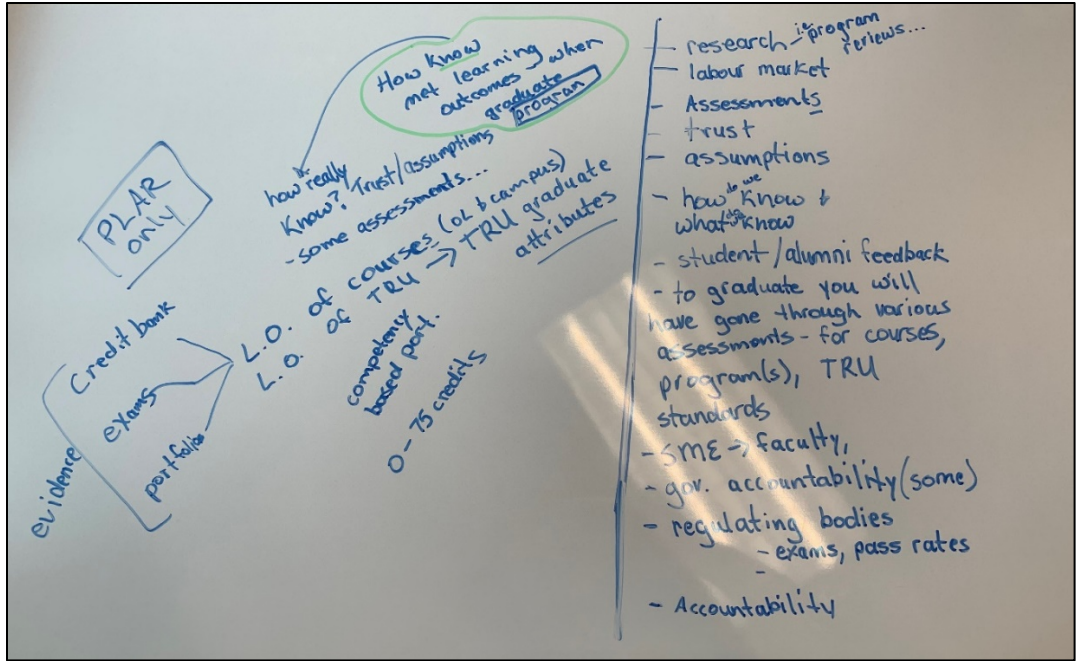 How know
met learning
outcomes when
graduate
program
how really
Know? Trust/assumptions
- some assessments...
PLAR
only
L.O. of courses (OL & campus)
L.O. of TRU → TRU graduate
attributes
competency
based port.
0-75 credits
Credit bank
exams
portfolios
evidence
- research - i.e program
reviews...
- labour market
- Assessments
- trust
- assumptions
- how do we know &
what do we know
- student/alumni feedback
- to graduate you will
have gone through various
assessments - for courses,
program(s), TRU
standards
- SME → faculty,
- gov. accountability (some)
- regulating bodies
- exams, pass rates
-
- Accountability